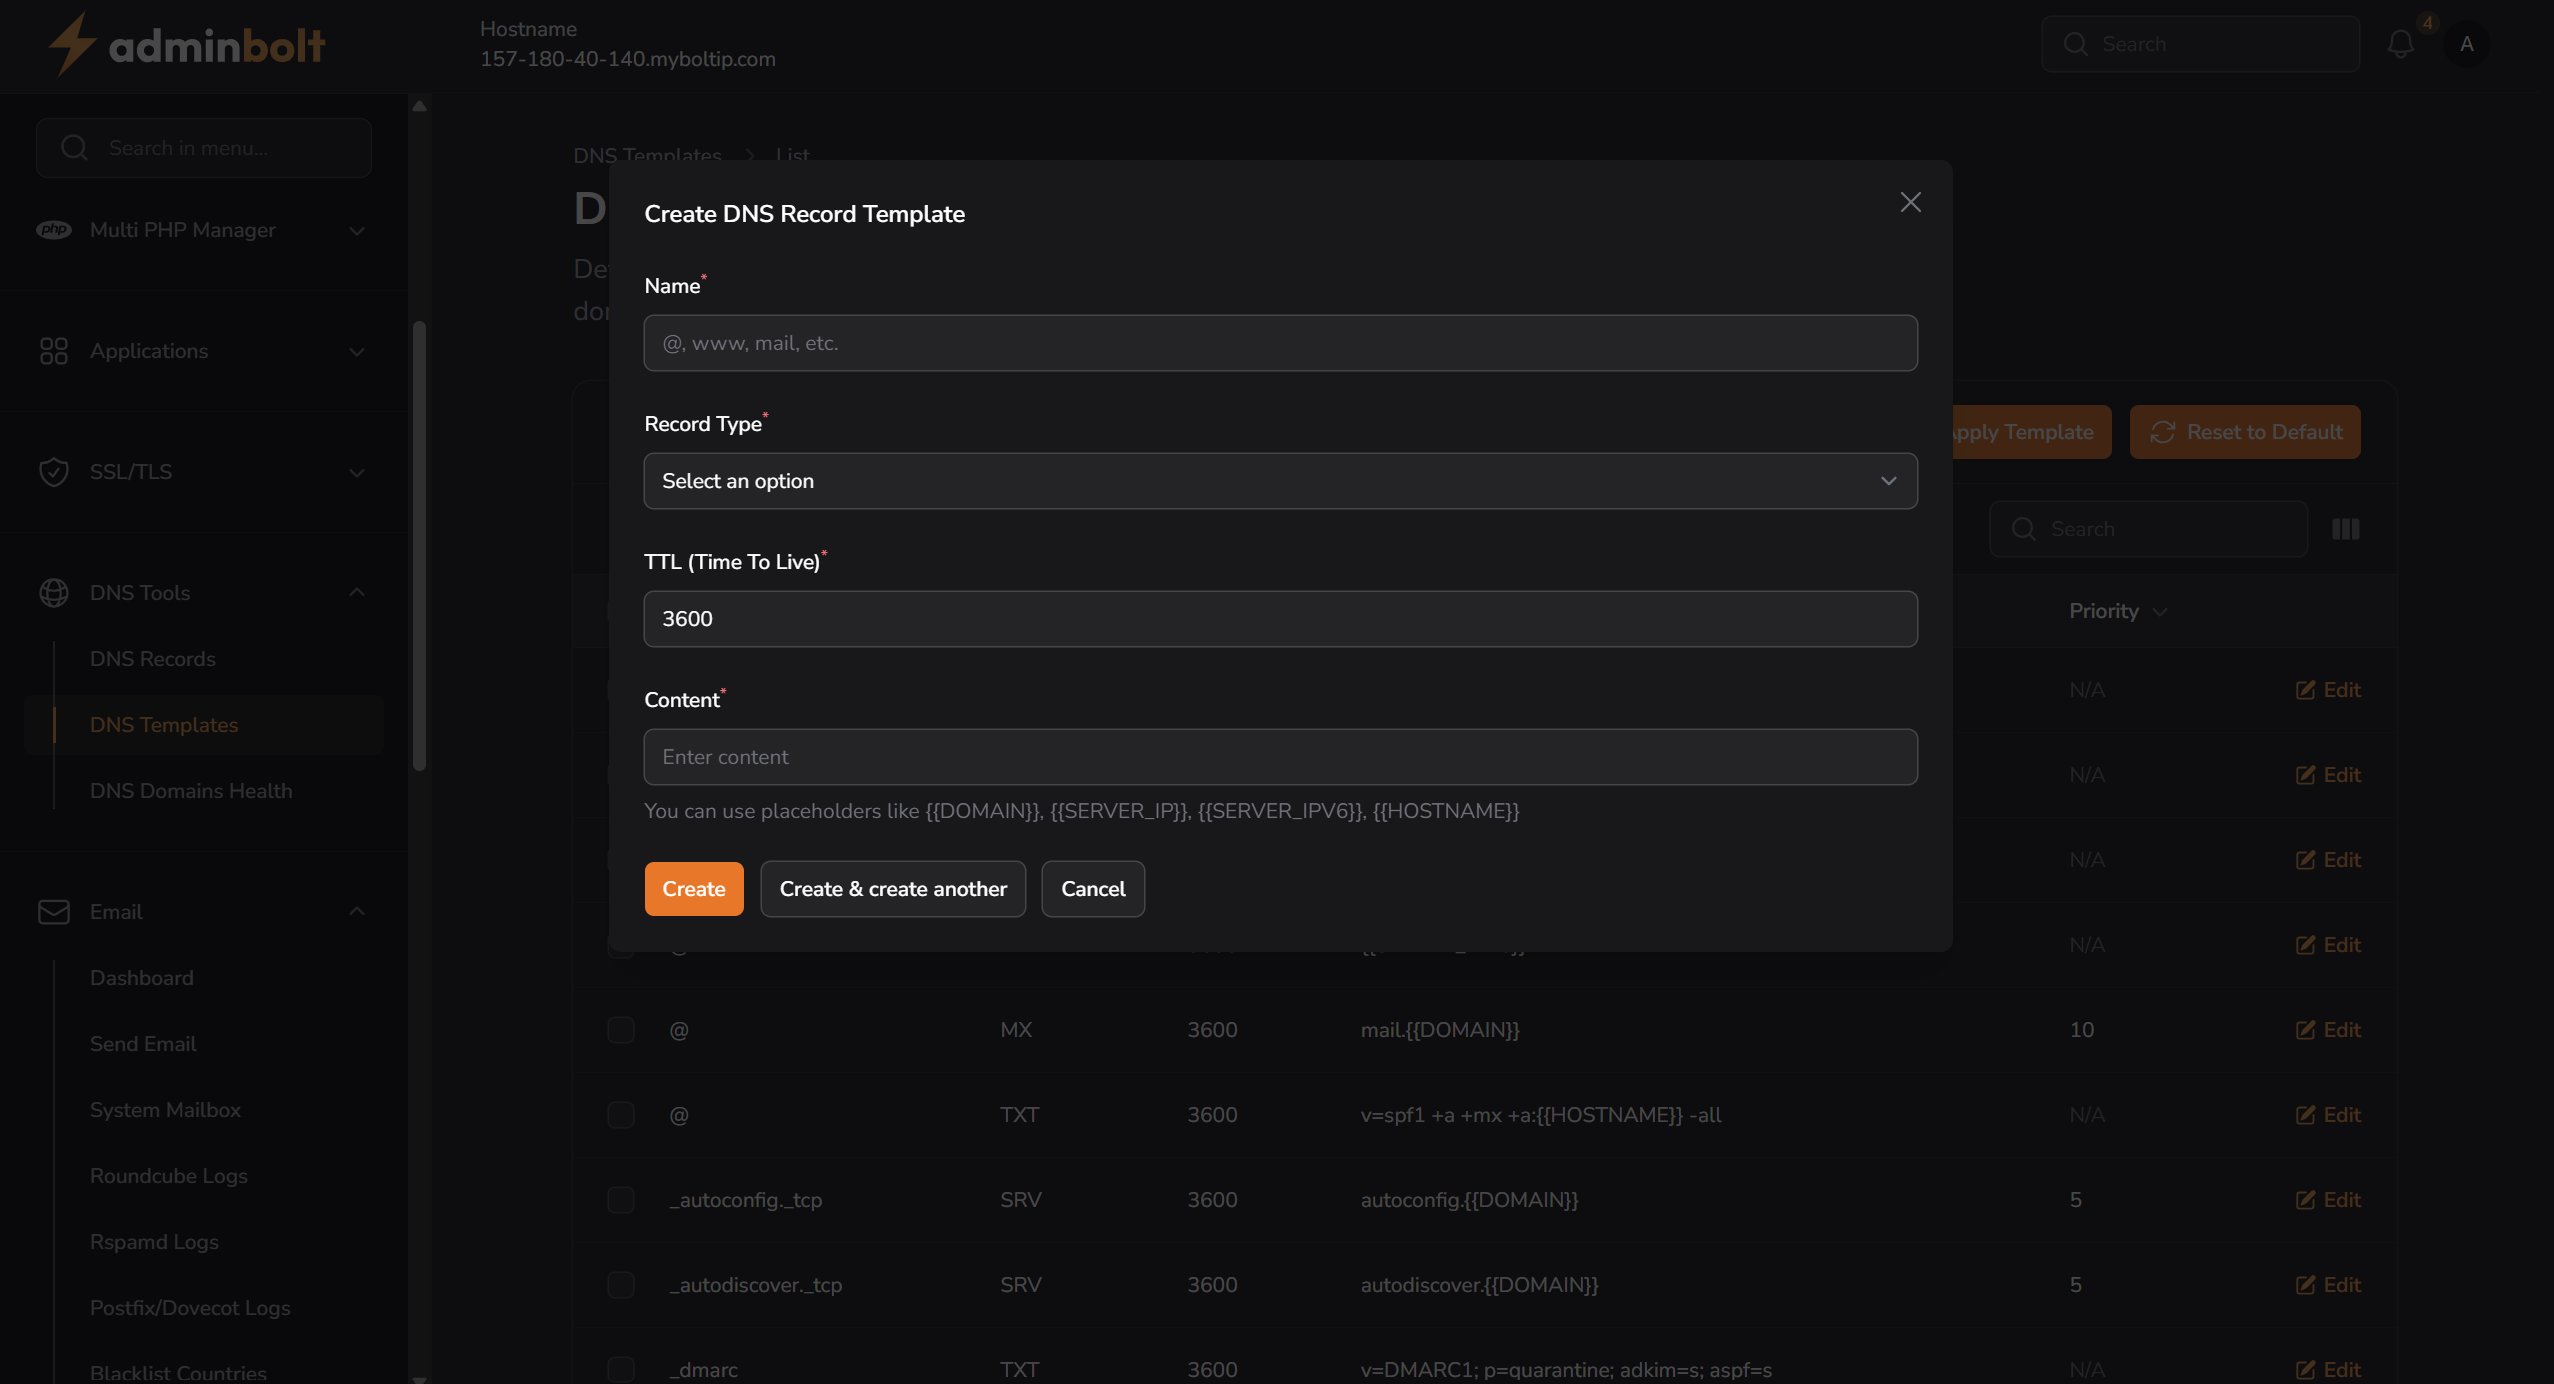 adminbolt
Hostname
157-180-40-140.myboltip.com
Search
4
A
Search in menu...
php
Multi PHP Manager
Applications
SSL/TLS
DNS Tools
DNS Records
DNS Templates
DNS Domains Health
Email
Dashboard
Send Email
System Mailbox
Roundcube Logs
Rspamd Logs
Postfix/Dovecot Logs
Blacklist Countries
DNS Templates > List
Create DNS Record Template
Name*
@, www, mail, etc.
Record Type*
Select an option
TTL (Time To Live)*
3600
Content*
Enter content
You can use placeholders like {{DOMAIN}}, {{SERVER_IP}}, {{SERVER_IPV6}}, {{HOSTNAME}}
Create
Create & create another
Cancel
Template
Reset to Default
Search
Priority
N/A Edit
N/A Edit
N/A Edit
N/A Edit
@ MX 3600 mail.{{DOMAIN}} 10 Edit
@ TXT 3600 v=spf1 +a +mx +a:{{HOSTNAME}} -all N/A Edit
_autoconfig._tcp SRV 3600 autoconfig.{{DOMAIN}} 5 Edit
_autodiscover._tcp SRV 3600 autodiscover.{{DOMAIN}} 5 Edit
_dmarc TXT 3600 v=DMARC1; p=quarantine; adkim=s; aspf=s N/A Edit